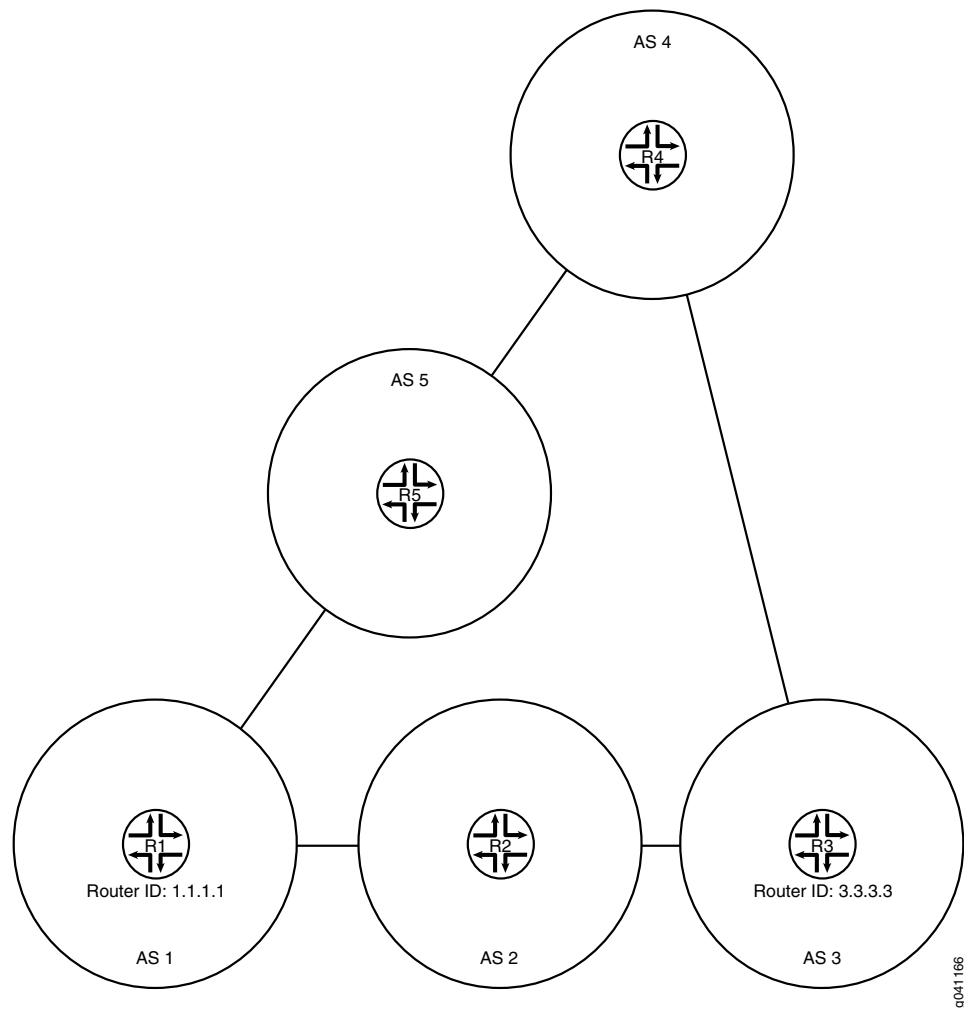 AS 4
R4
AS 5
R5
R1
R2
R3
Router ID: 1.1.1.1
Router ID: 3.3.3.3
AS 1
AS 2
AS 3
g041166